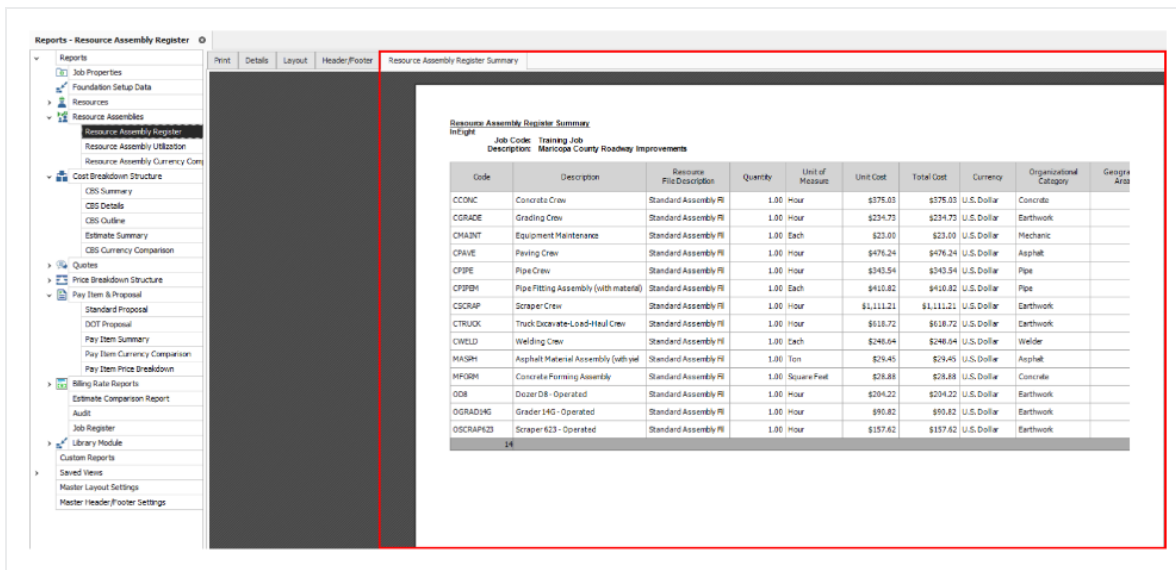 Reports - Resource Assembly Register
Reports
Job Properties
Foundation Setup Data
Resources
Resource Assemblies
Resource Assembly Register
Resource Assembly Utilization
Resource Assembly Currency Com
Cost Breakdown Structure
CBS Summary
CBS Details
CBS Outline
Estimate Summary
CBS Currency Comparison
Quotes
Price Breakdown Structure
Pay Item & Proposal
Standard Proposal
DOT Proposal
Pay Item Summary
Pay Item Currency Comparison
Pay Item Price Breakdown
Billing Rate Reports
Estimate Comparison Report
Audit
Job Register
Library Module
Custom Reports
Saved Views
Master Layout Settings
Master Header/Footer Settings
Print Details Layout Header/Footer Resource Assembly Register Summary
Resource Assembly Register Summary
InEight
Job Code: Training Job
Description: Maricopa County Roadway Improvements
Code Description Resource File Description Quantity Unit of Measure Unit Cost Total Cost Currency Organizational Category Geogra Area
CCONC Concrete Crew Standard Assembly Fil 1.00 Hour $375.03 $375.03 U.S. Dollar Concrete
CGRADE Grading Crew Standard Assembly Fil 1.00 Hour $234.73 $234.73 U.S. Dollar Earthwork
CMAINT Equipment Maintenance Standard Assembly Fil 1.00 Each $23.00 $23.00 U.S. Dollar Mechanic
CPAVE Paving Crew Standard Assembly Fil 1.00 Hour $476.24 $476.24 U.S. Dollar Asphalt
CPIPE Pipe Crew Standard Assembly Fil 1.00 Hour $343.54 $343.54 U.S. Dollar Pipe
CPIPEM Pipe Fitting Assembly (with material) Standard Assembly Fil 1.00 Each $410.82 $410.82 U.S. Dollar Pipe
CSCRAP Scraper Crew Standard Assembly Fil 1.00 Hour $1,111.21 $1,111.21 U.S. Dollar Earthwork
CTRUCK Truck Excavate-Load-Haul Crew Standard Assembly Fil 1.00 Hour $618.72 $618.72 U.S. Dollar Earthwork
CWELD Welding Crew Standard Assembly Fil 1.00 Each $248.64 $248.64 U.S. Dollar Welder
MASPH Asphalt Material Assembly (with yiel Standard Assembly Fil 1.00 Ton $29.45 $29.45 U.S. Dollar Asphalt
MFORM Concrete Forming Assembly Standard Assembly Fil 1.00 Square Feet $28.88 $28.88 U.S. Dollar Concrete
OD8 Dozer D8 - Operated Standard Assembly Fil 1.00 Hour $204.22 $204.22 U.S. Dollar Earthwork
OGRAD14G Grader 14G - Operated Standard Assembly Fil 1.00 Hour $90.82 $90.82 U.S. Dollar Earthwork
OSCRAP623 Scraper 623 - Operated Standard Assembly Fil 1.00 Hour $157.62 $157.62 U.S. Dollar Earthwork
14